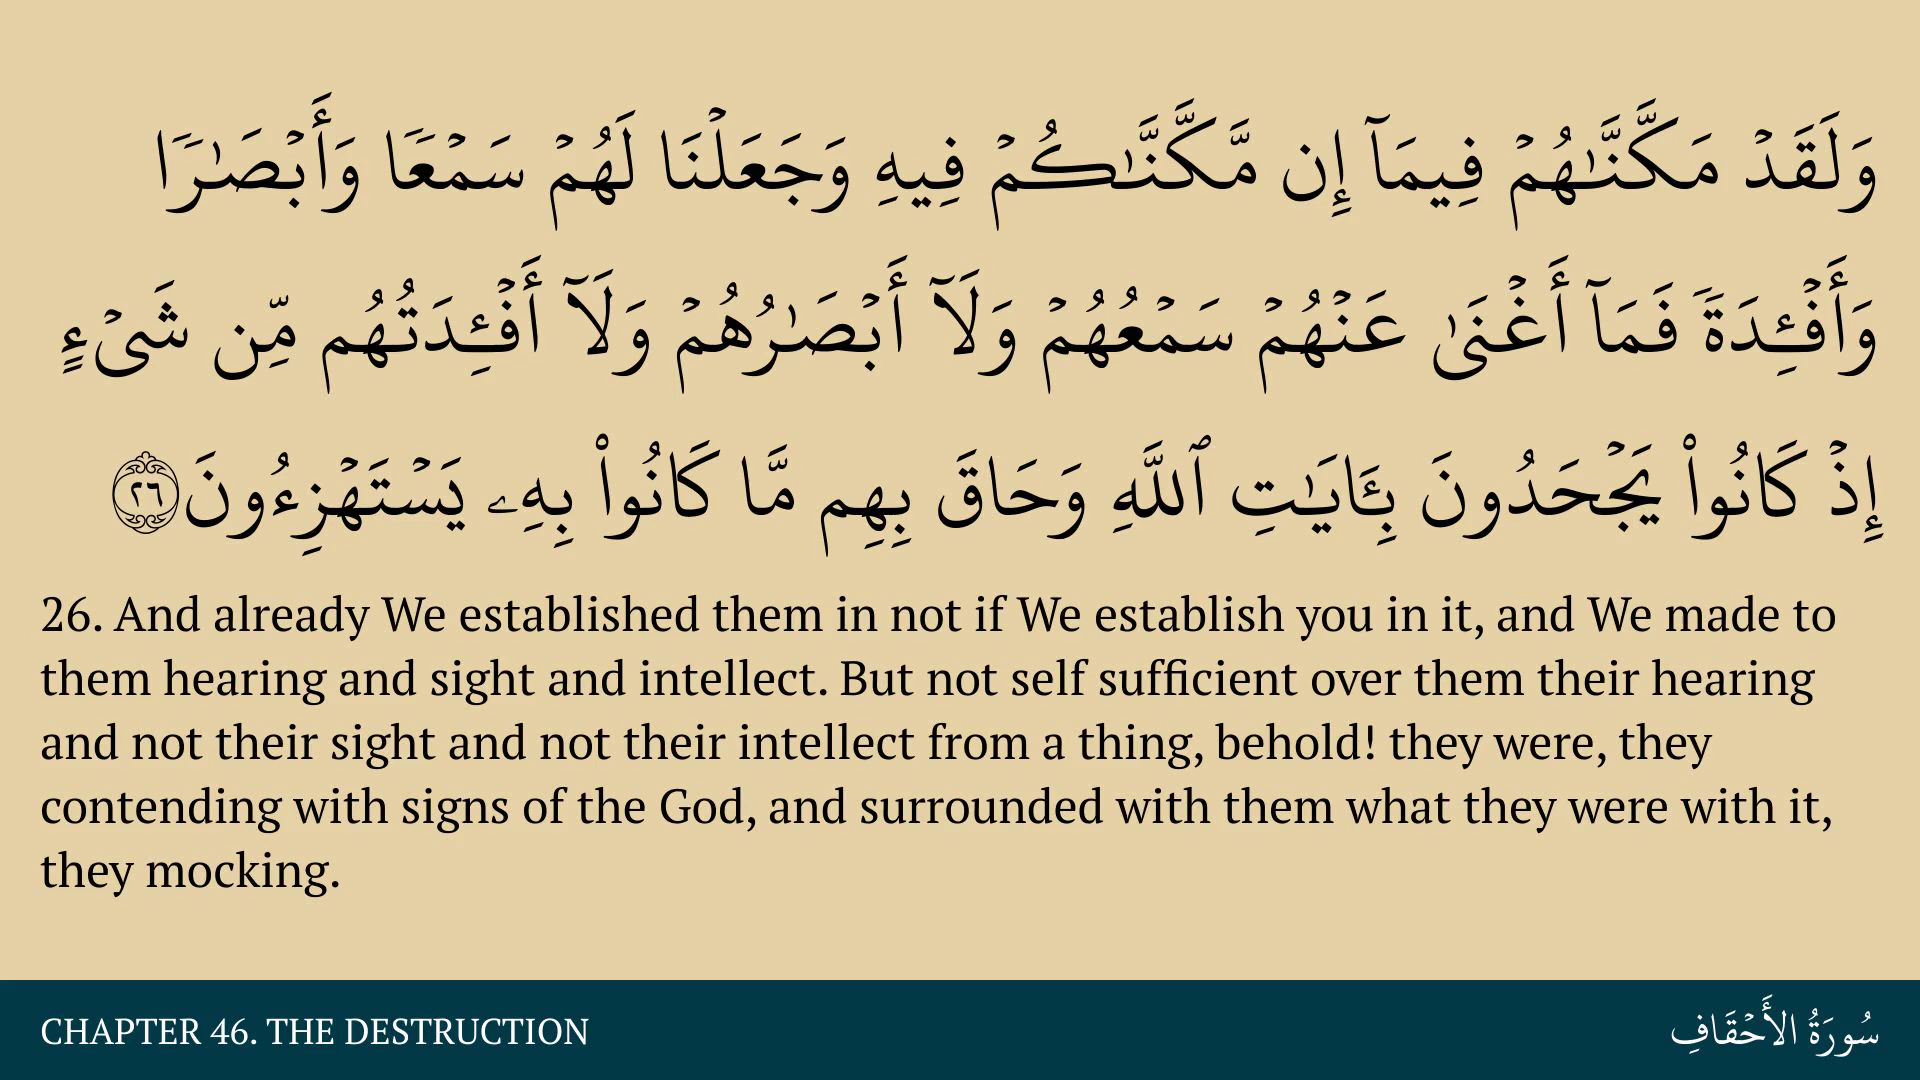 وَلَقَدۡ مَكَّنَّـٰهُمۡ فِيمَآ إِن مَّكَّنَّـٰكُمۡ فِيهِ وَجَعَلۡنَا لَهُمۡ سَمۡعࣰا وَأَبۡصَـٰرࣰا
وَأَفۡـِٔدَةࣰ فَمَآ أَغۡنَىٰ عَنۡهُمۡ سَمۡعُهُمۡ وَلَآ أَبۡصَـٰرُهُمۡ وَلَآ أَفۡـِٔدَتُهُم مِّن شَىۡءٍ
إِذۡ كَانُوا۟ يَجۡحَدُونَ بِـَٔايَـٰتِ ٱللَّهِ وَحَاقَ بِهِم مَّا كَانُوا۟ بِهِۦ يَسۡتَهۡزِءُونَ ۝٢٦
26. And already We established them in not if We establish you in it, and We made to
them hearing and sight and intellect. But not self sufficient over them their hearing
and not their sight and not their intellect from a thing, behold! they were, they
contending with signs of the God, and surrounded with them what they were with it,
they mocking.
CHAPTER 46. THE DESTRUCTION
سُورَةُ الأَحۡقَافِ